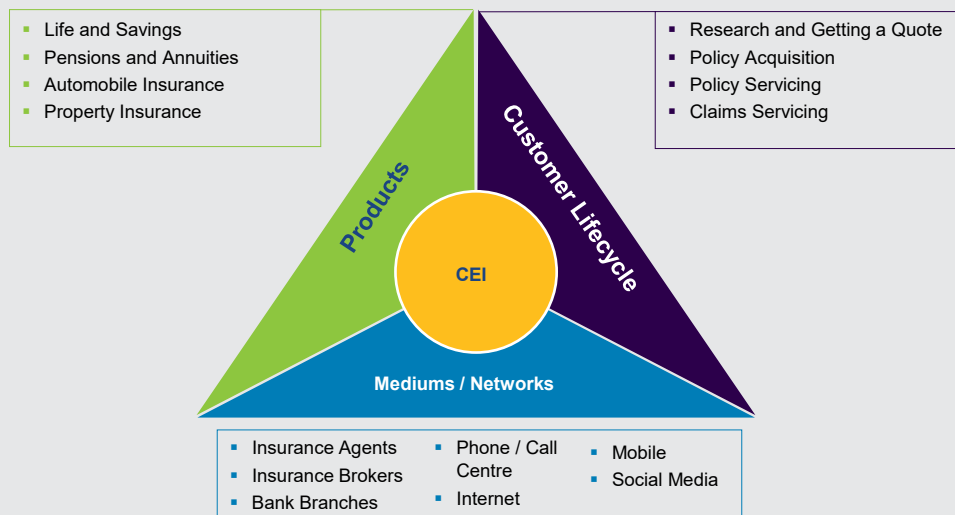 Life and Savings
Pensions and Annuities
Automobile Insurance
Property Insurance
Research and Getting a Quote
Policy Acquisition
Policy Servicing
Claims Servicing
Products
Customer Lifecycle
CEI
Mediums / Networks
Insurance Agents
Insurance Brokers
Bank Branches
Phone / Call
Centre
Internet
Mobile
Social Media